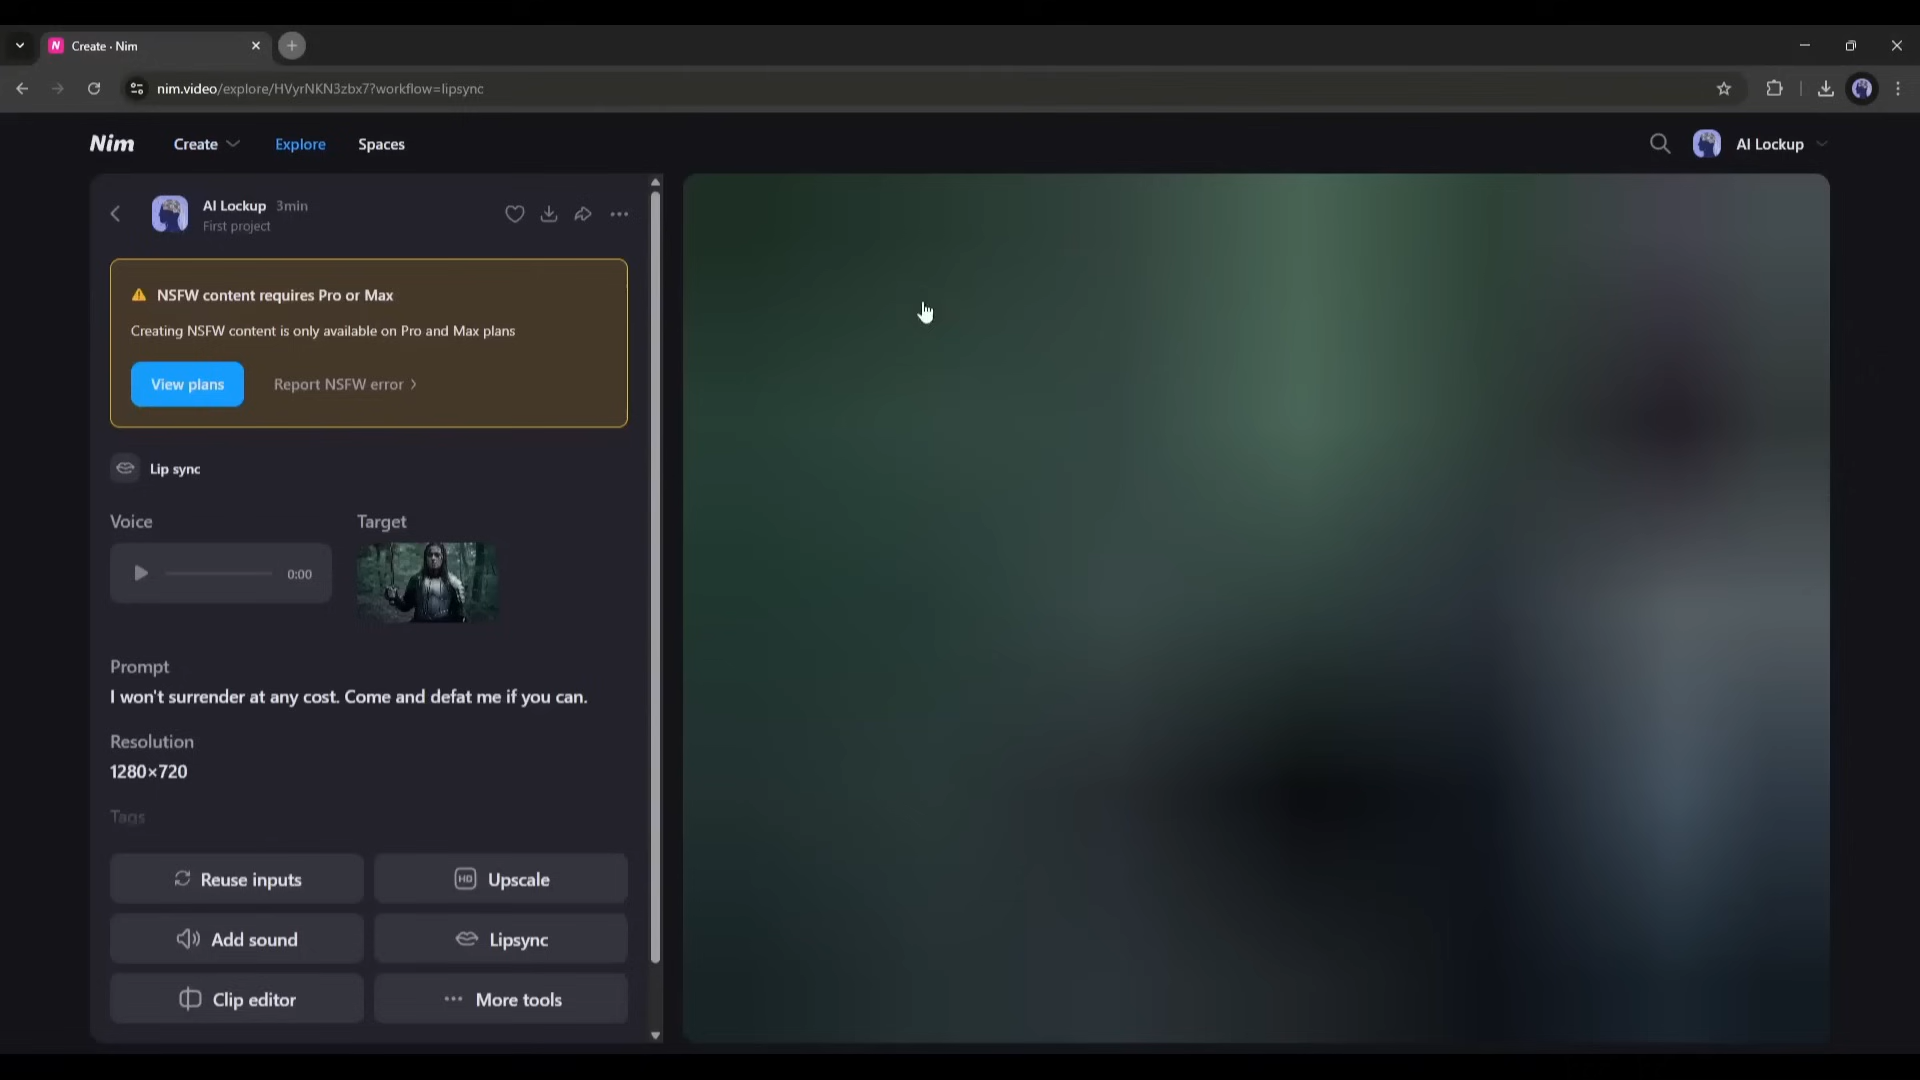 Create · Nim
nim.video/explore/HVyrNKN3zbx7?workflow=lipsync
Nim
Create
Explore
Spaces
AI Lockup
AI Lockup 3min
First project
NSFW content requires Pro or Max
Creating NSFW content is only available on Pro and Max plans
View plans
Report NSFW error
Lip sync
Voice
Target
0:00
Prompt
I won't surrender at any cost. Come and defat me if you can.
Resolution
1280×720
Tags
Reuse inputs
HD Upscale
Add sound
Lipsync
Clip editor
More tools